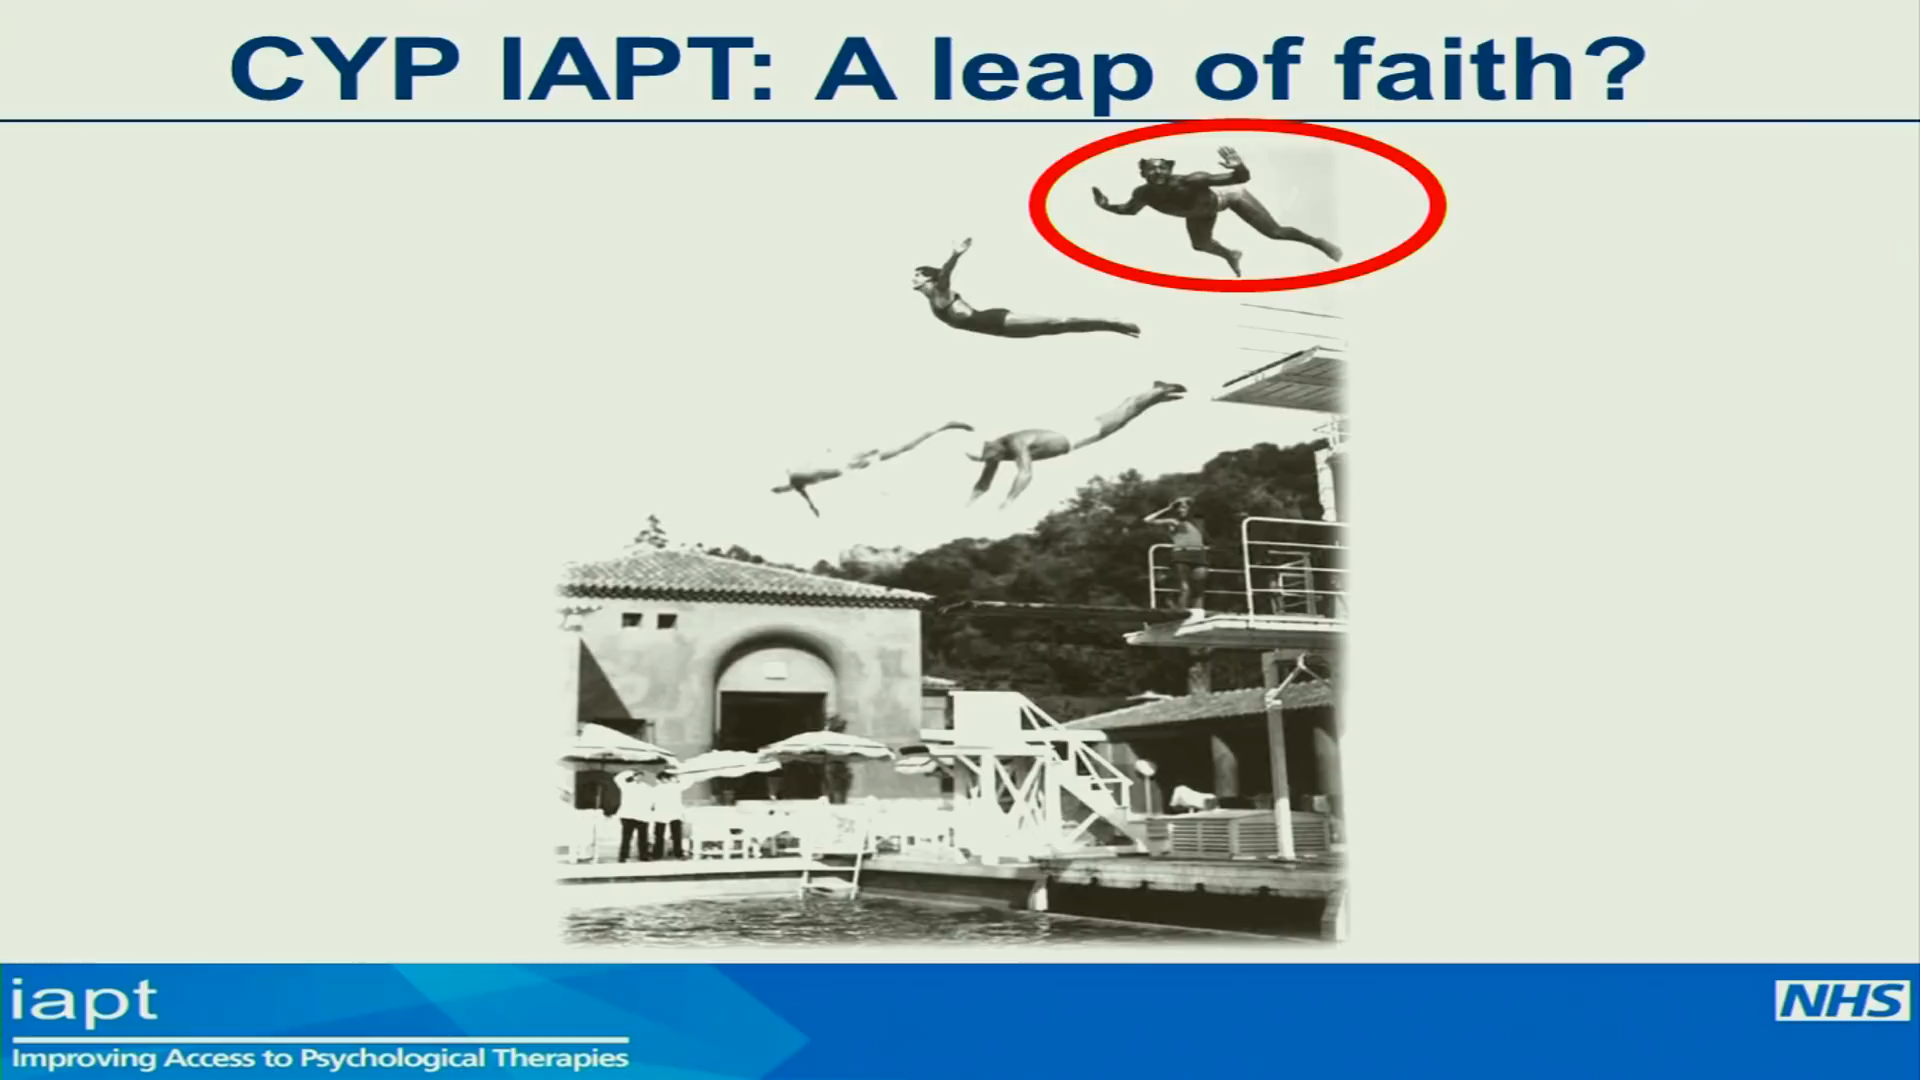 CYP IAPT: A leap of faith?
iapt
Improving Access to Psychological Therapies
NHS